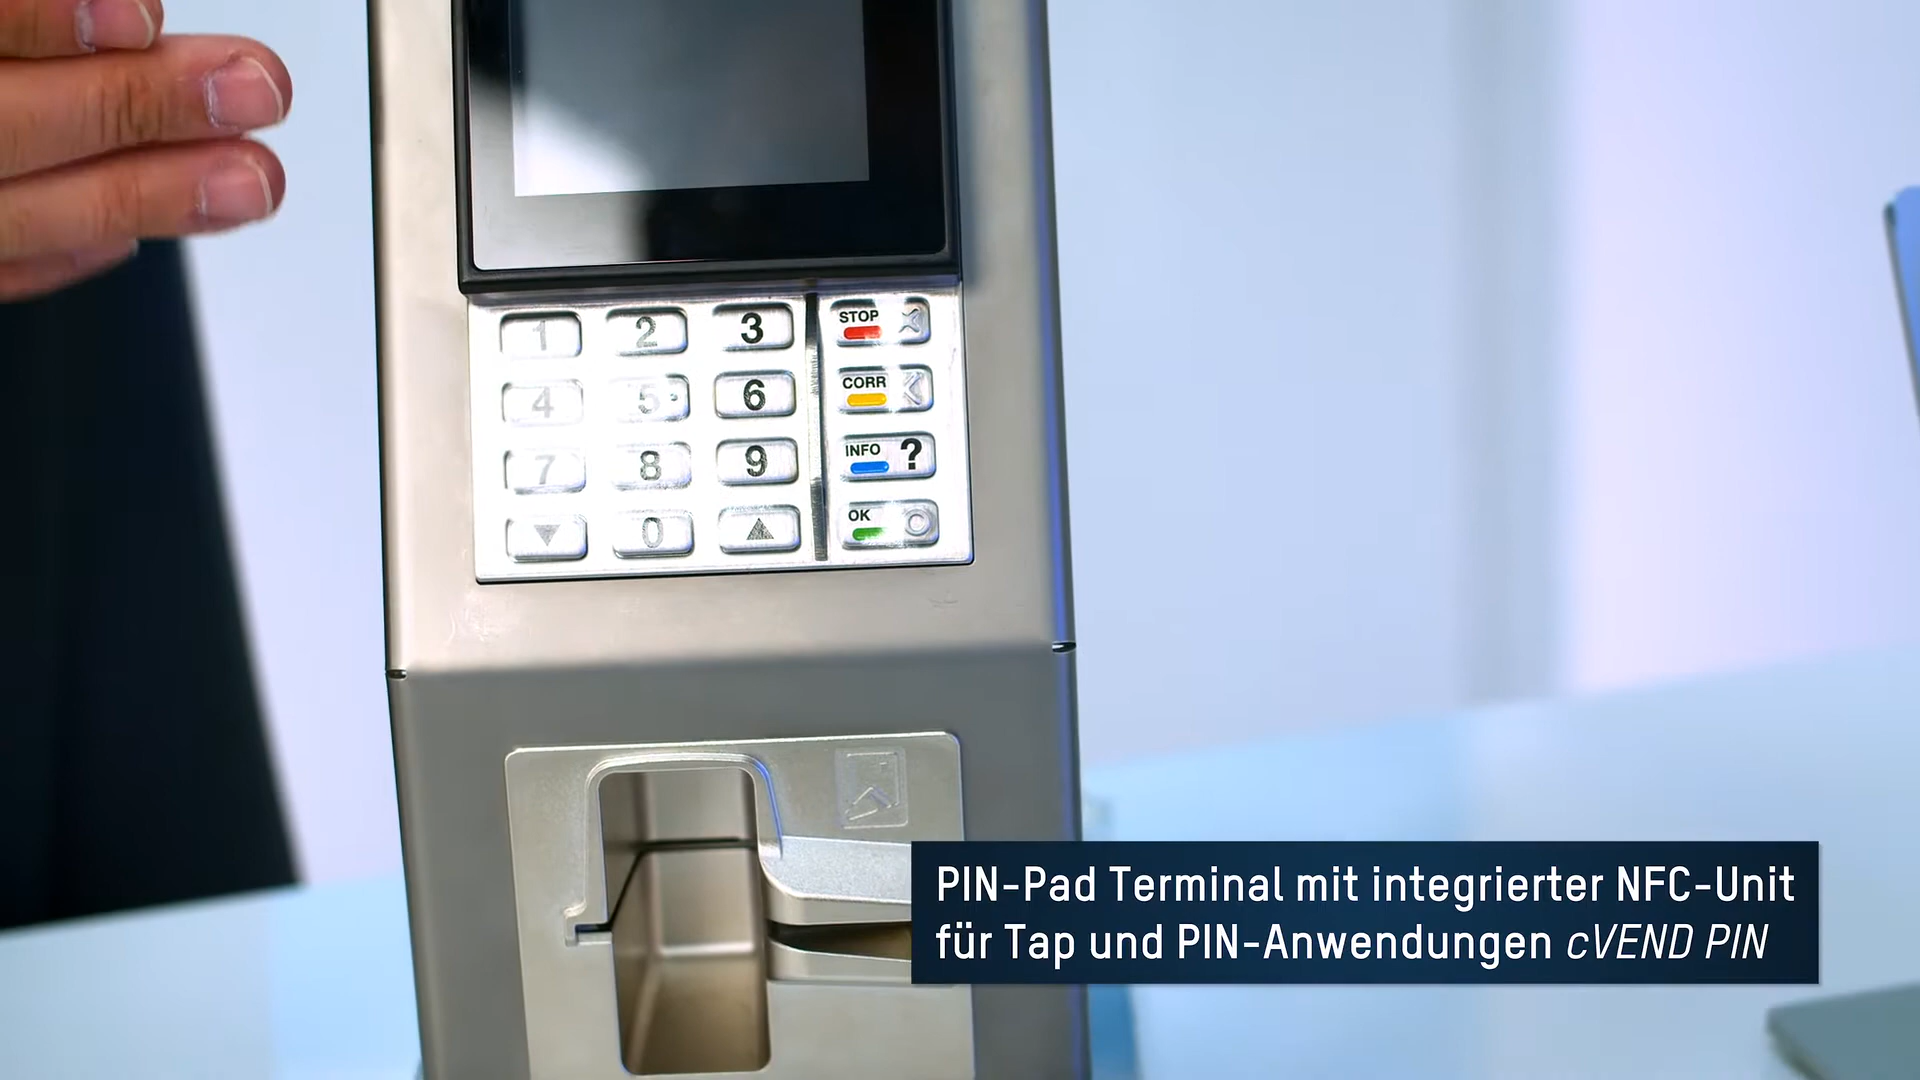 1 2 3 STOP
4 5 6 CORR
7 8 9 INFO ?
0 OK
PIN-Pad Terminal mit integrierter NFC-Unit
für Tap und PIN-Anwendungen cVEND PIN